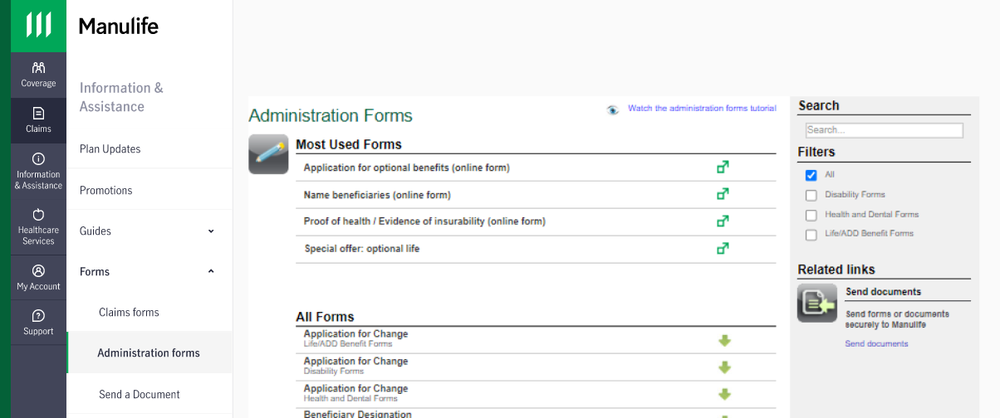 Manulife
Coverage
Claims
Information
& Assistance
Healthcare
Services
My Account
Support
Information &
Assistance
Plan Updates
Promotions
Guides
Forms
Claims forms
Administration forms
Send a Document
Administration Forms
Watch the administration forms tutorial
Most Used Forms
Application for optional benefits (online form)
Name beneficiaries (online form)
Proof of health / Evidence of insurability (online form)
Special offer: optional life
All Forms
Application for Change
Life/ADD Benefit Forms
Application for Change
Disability Forms
Application for Change
Health and Dental Forms
Beneficiary Designation
Search
Search...
Filters
All
Disability Forms
Health and Dental Forms
Life/ADD Benefit Forms
Related links
Send documents
Send forms or documents
securely to Manulife
Send documents